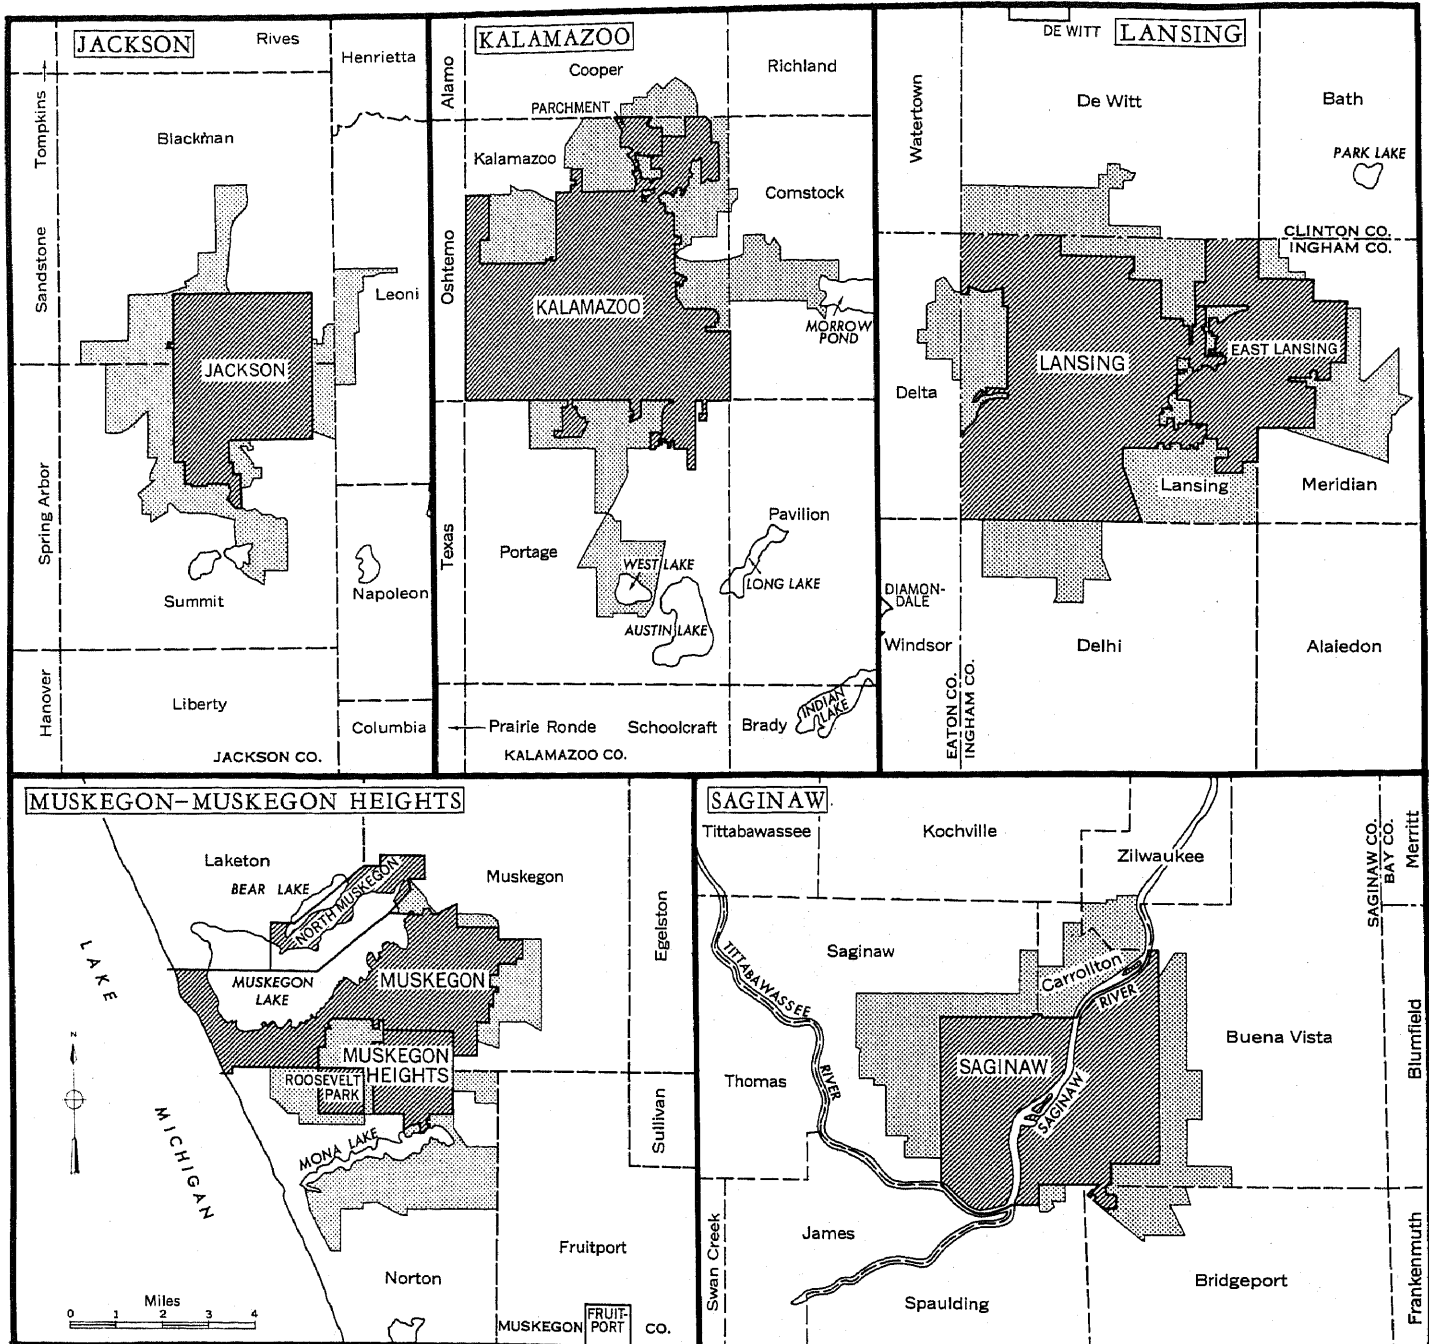 JACKSON
Rives
Henrietta
Tompkins
Blackman
Sandstone
Leoni
JACKSON
Spring Arbor
Summit
Napoleon
Hanover
Liberty
Columbia
JACKSON CO.
KALAMAZOO
Alamo
Cooper
Richland
PARCHMENT
Kalamazoo
Comstock
Oshtemo
KALAMAZOO
MORROW
POND
Pavilion
Texas
Portage
WEST LAKE
LONG LAKE
AUSTIN LAKE
INDIAN
LAKE
Prairie Ronde
Schoolcraft
Brady
KALAMAZOO CO.
DE WITT
LANSING
Watertown
De Witt
Bath
PARK LAKE
CLINTON CO.
INGHAM CO.
LANSING
EAST LANSING
Delta
Lansing
Meridian
DIAMON-
DALE
Windsor
Delhi
Alaiedon
EATON CO.
INGHAM CO.
MUSKEGON–MUSKEGON HEIGHTS
Laketon
BEAR LAKE
NORTH MUSKEGON
Muskegon
Egelston
LAKE
MICHIGAN
MUSKEGON
LAKE
MUSKEGON
MUSKEGON
HEIGHTS
ROOSEVELT
PARK
N
MONA LAKE
Sullivan
Fruitport
Norton
Miles
0 1 2 3 4
MUSKEGON CO.
FRUIT-
PORT
SAGINAW
Tittabawassee
Kochville
Zilwaukee
SAGINAW CO.
BAY CO.
Merritt
Saginaw
Carrollton
TITTABAWASSEE
RIVER
SAGINAW
RIVER
Buena Vista
Blumfield
SAGINAW
Thomas
James
Swan Creek
Spaulding
Bridgeport
Frankenmuth